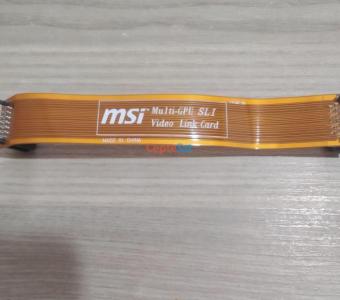 msi Multi-GPU SLI
Video Link Card
MADE IN CHINA